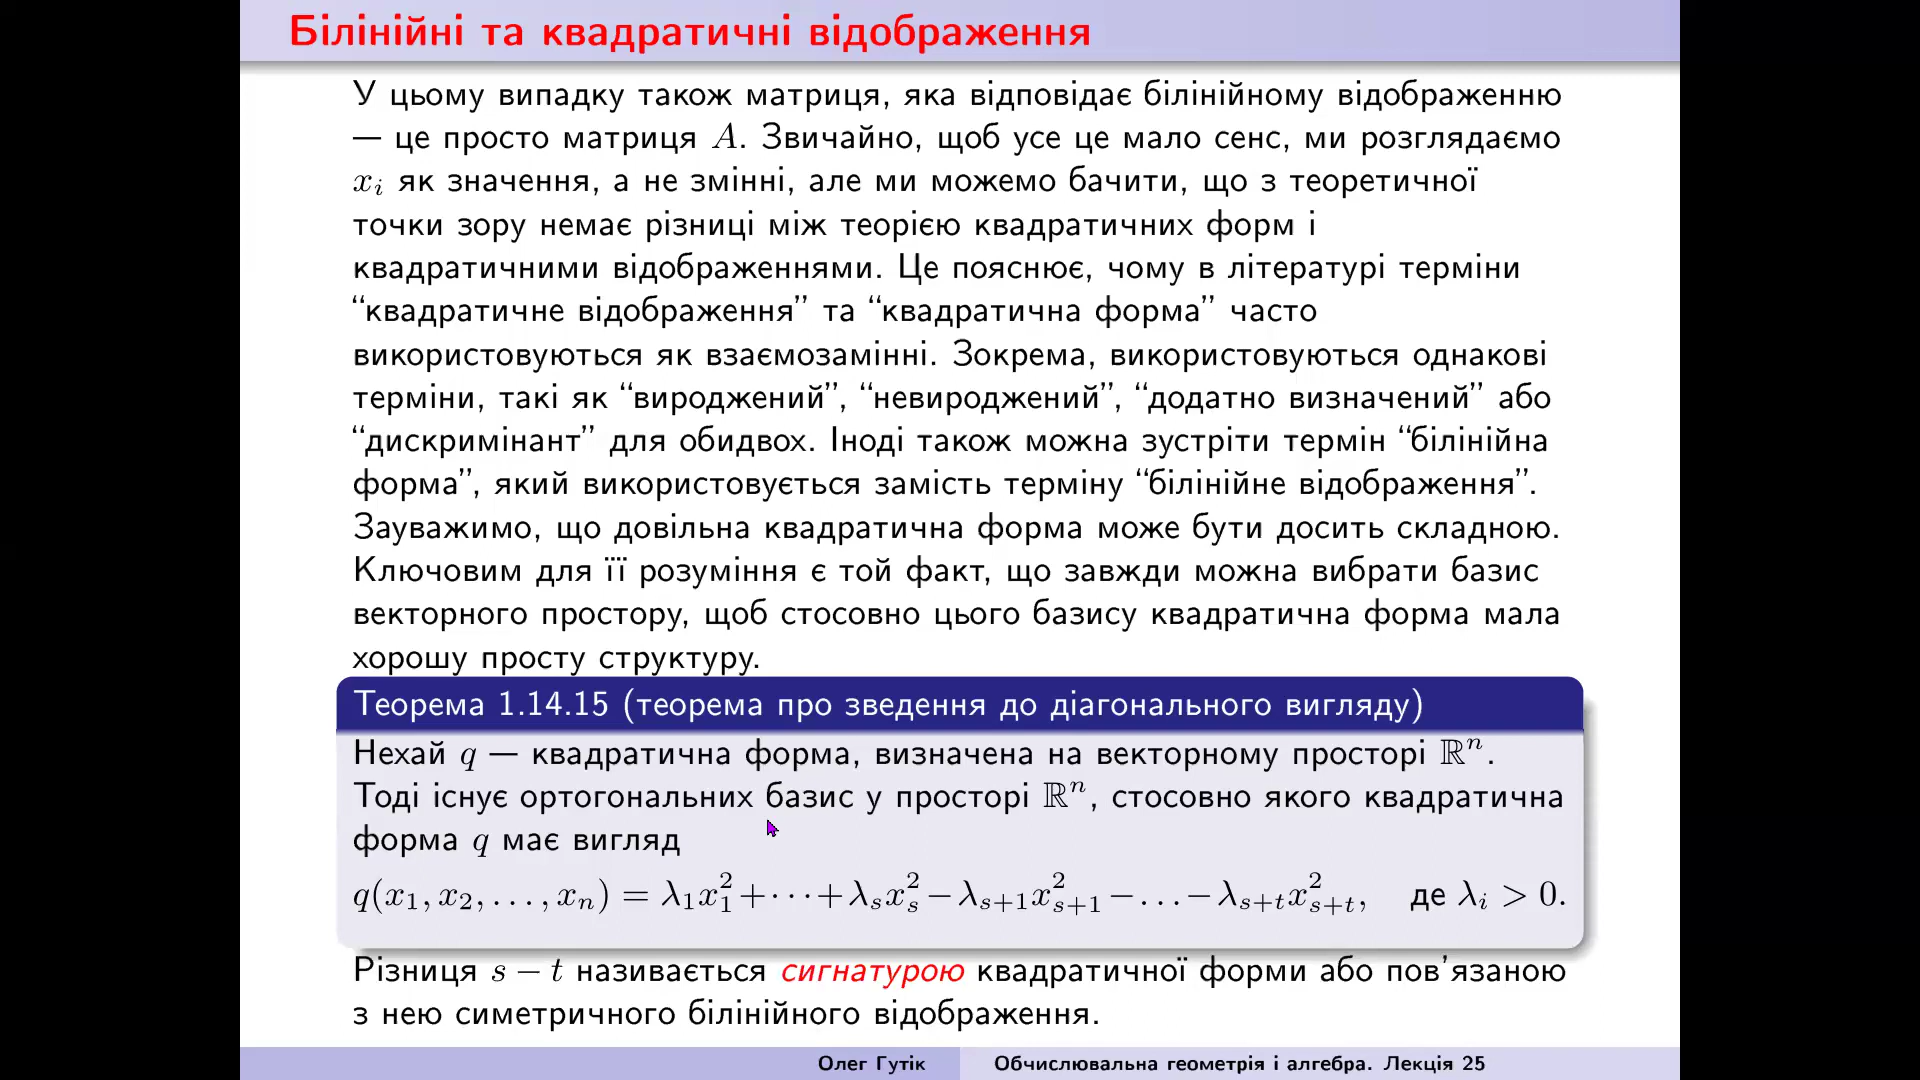 Білінійні та квадратичні відображення
У цьому випадку також матриця, яка відповідає білінійному відображенню
— це просто матриця A. Звичайно, щоб усе це мало сенс, ми розглядаємо
x_i як значення, а не змінні, але ми можемо бачити, що з теоретичної
точки зору немає різниці між теорією квадратичних форм і
квадратичними відображеннями. Це пояснює, чому в літературі терміни
“квадратичне відображення” та “квадратична форма” часто
використовуються як взаємозамінні. Зокрема, використовуються однакові
терміни, такі як “вироджений”, “невироджений”, “додатно визначений” або
“дискримінант” для обидвох. Іноді також можна зустріти термін “білінійна
форма”, який використовується замість терміну “білінійне відображення”.
Зауважимо, що довільна квадратична форма може бути досить складною.
Ключовим для її розуміння є той факт, що завжди можна вибрати базис
векторного простору, щоб стосовно цього базису квадратична форма мала
хорошу просту структуру.
Теорема 1.14.15 (теорема про зведення до діагонального вигляду)
Нехай q — квадратична форма, визначена на векторному просторі ℝ^n.
Тоді існує ортогональних базис у просторі ℝ^n, стосовно якого квадратична
форма q має вигляд
q(x_1, x_2, . . . , x_n) = λ_1x_1^2 + · · · + λ_sx_s^2 − λ_{s+1}x_{s+1}^2 − . . . − λ_{s+t}x_{s+t}^2, де λ_i > 0.
Різниця s − t називається сигнатурою квадратичної форми або пов’язаною
з нею симетричного білінійного відображення.
Олег Гутік Обчислювальна геометрія і алгебра. Лекція 25